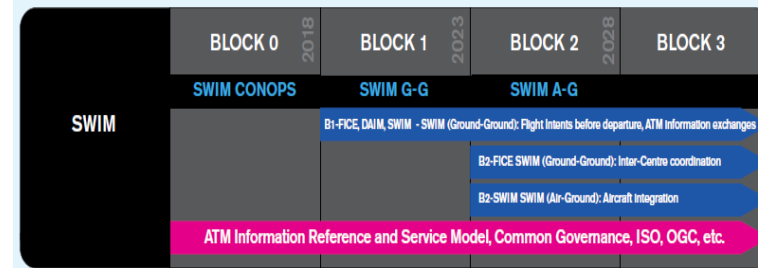 BLOCK 0 2018 BLOCK 1 2023 BLOCK 2 2028 BLOCK 3
SWIM CONOPS SWIM G-G SWIM A-G
SWIM
B1-FICE, DAIM, SWIM - SWIM (Ground-Ground): Flight Intents before departure, ATM Information exchanges
B2-FICE SWIM (Ground-Ground): Inter-Centre coordination
B2-SWIM SWIM (Air-Ground): Aircraft integration
ATM Information Reference and Service Model, Common Governance, ISO, OGC, etc.